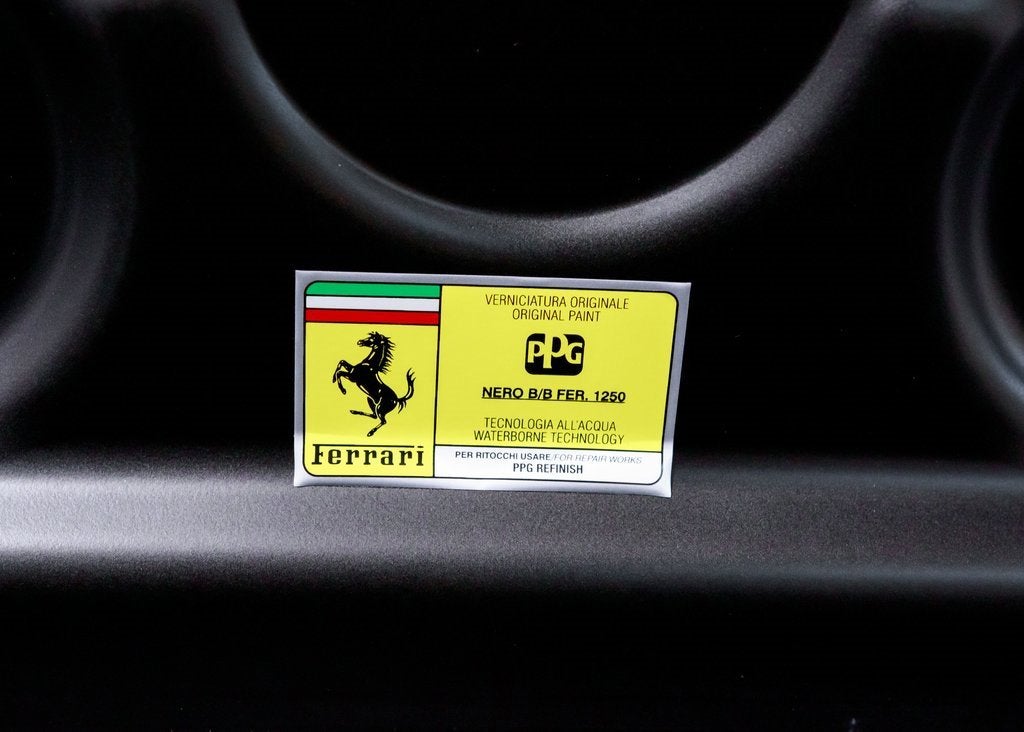 Ferrari
VERNICIATURA ORIGINALE
ORIGINAL PAINT
PPG
NERO B/B FER. 1250
TECNOLOGIA ALL'ACQUA
WATERBORNE TECHNOLOGY
PER RITOCCHI USARE/FOR REPAIR WORKS
PPG REFINISH